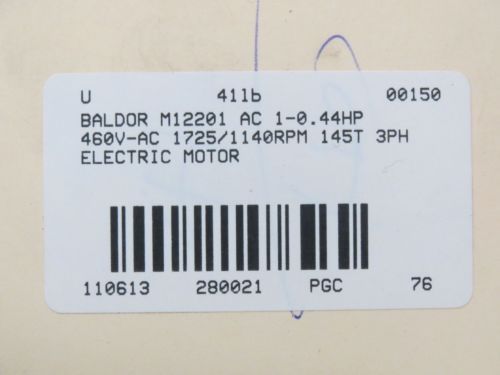 U 41lb 00150
BALDOR M12201 AC 1-0.44HP
460V-AC 1725/1140RPM 145T 3PH
ELECTRIC MOTOR
110613 280021 PGC 76